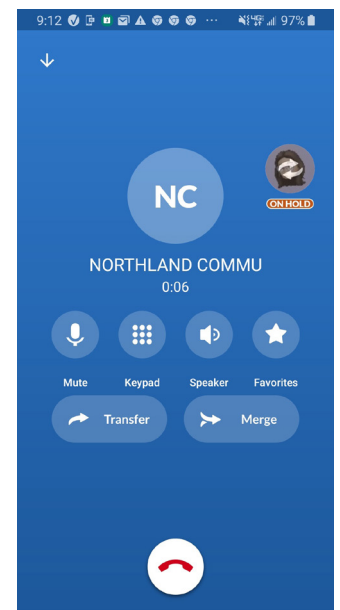 9:12 97%
NC
ON HOLD
NORTHLAND COMMU
0:06
Mute Keypad Speaker Favorites
Transfer Merge